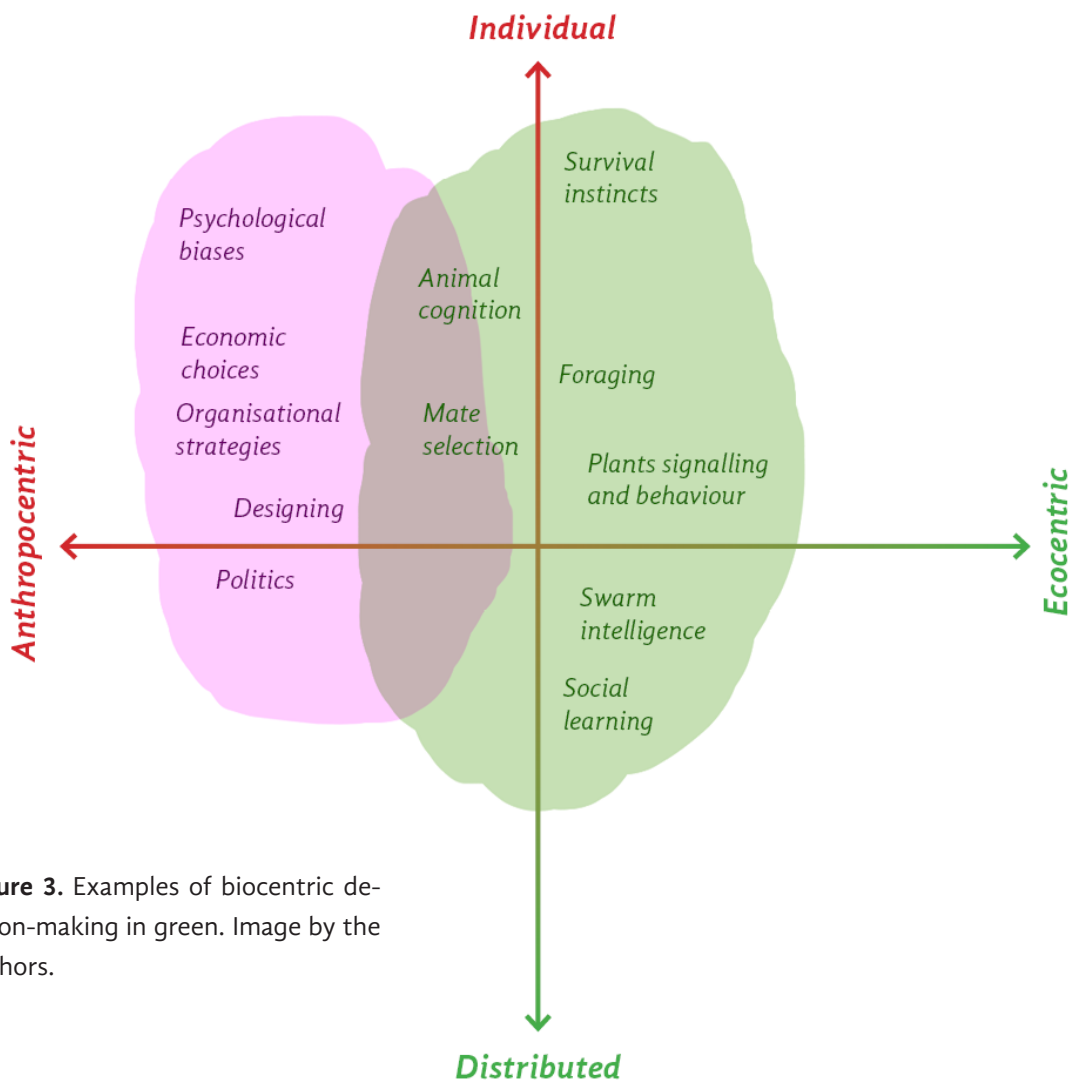 Individual
Survival
instincts
Psychological
biases
Animal
cognition
Economic
choices
Foraging
Organisational
strategies
Mate
selection
Plants signalling
and behaviour
Designing
Anthropocentric
Ecocentric
Politics
Swarm
intelligence
Social
learning
ure 3. Examples of biocentric de-
on-making in green. Image by the
hors.
Distributed